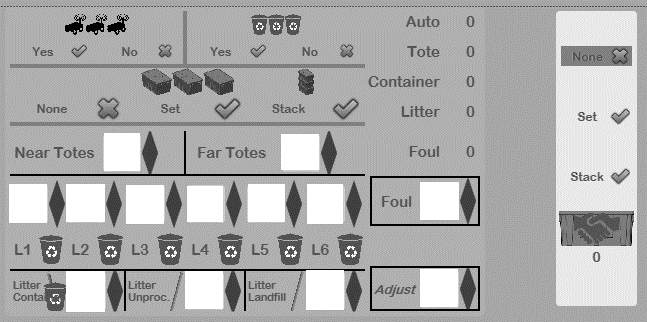 Yes No Yes No
None Set Stack
Near Totes Far Totes
L1 L2 L3 L4 L5 L6
Litter Litter Litter
Unproc. Landfill
Auto 0
Tote 0
Container 0
Litter 0
Foul 0
Foul
Adjust
None
Set
Stack
0